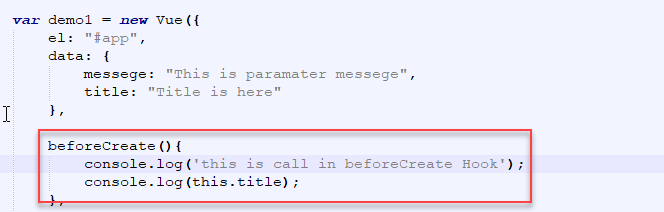 var demo1 = new Vue({
el: "#app",
data: {
messege: "This is paramater messege",
title: "Title is here"
},
beforeCreate(){
console.log('this is call in beforeCreate Hook');
console.log(this.title);
},